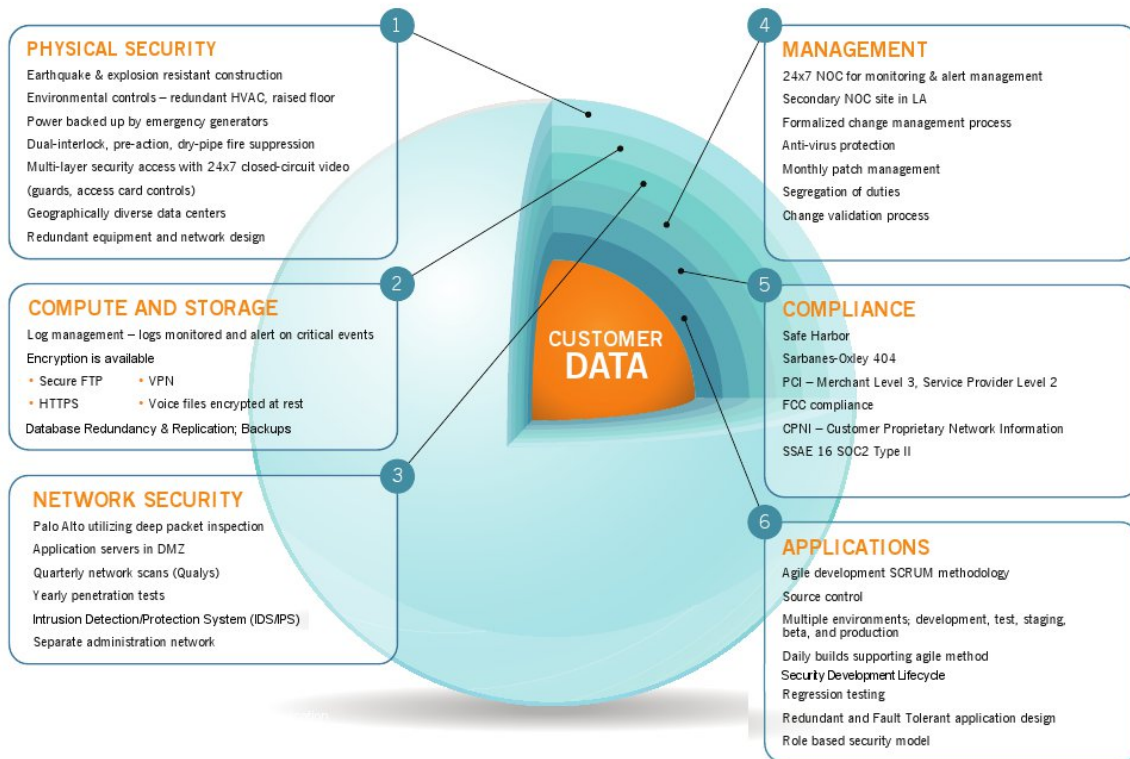 1
PHYSICAL SECURITY
Earthquake & explosion resistant construction
Environmental controls – redundant HVAC, raised floor
Power backed up by emergency generators
Dual-interlock, pre-action, dry-pipe fire suppression
Multi-layer security access with 24x7 closed-circuit video
(guards, access card controls)
Geographically diverse data centers
Redundant equipment and network design
2
COMPUTE AND STORAGE
Log management – logs monitored and alert on critical events
Encryption is available
• Secure FTP • VPN
• HTTPS • Voice files encrypted at rest
Database Redundancy & Replication; Backups
3
NETWORK SECURITY
Palo Alto utilizing deep packet inspection
Application servers in DMZ
Quarterly network scans (Qualys)
Yearly penetration tests
Intrusion Detection/Protection System (IDS/IPS)
Separate administration network
CUSTOMER
DATA
4
MANAGEMENT
24x7 NOC for monitoring & alert management
Secondary NOC site in LA
Formalized change management process
Anti-virus protection
Monthly patch management
Segregation of duties
Change validation process
5
COMPLIANCE
Safe Harbor
Sarbanes-Oxley 404
PCI – Merchant Level 3, Service Provider Level 2
FCC compliance
CPNI – Customer Proprietary Network Information
SSAE 16 SOC2 Type II
6
APPLICATIONS
Agile development SCRUM methodology
Source control
Multiple environments; development, test, staging,
beta, and production
Daily builds supporting agile method
Security Development Lifecycle
Regression testing
Redundant and Fault Tolerant application design
Role based security model